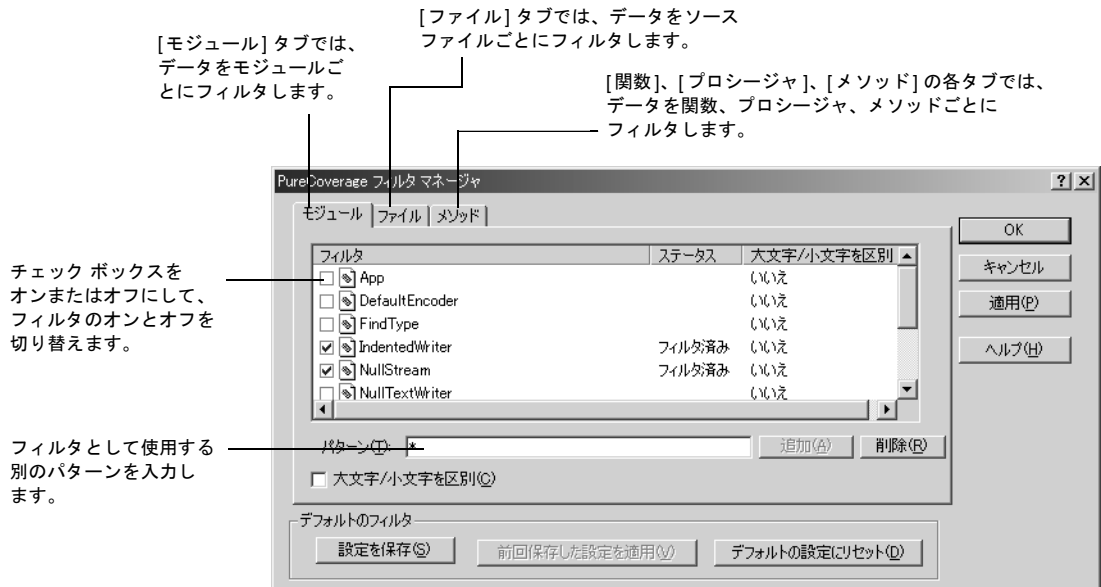 [ファイル] タブでは、データをソース
ファイルごとにフィルタします。
[モジュール] タブでは、
データをモジュールご
とにフィルタします。
[関数]、[プロシージャ]、[メソッド] の各タブでは、
データを関数、プロシージャ、メソッドごとに
フィルタします。
PureCoverage フィルタ マネージャ
モジュール ファイル メソッド
フィルタ ステータス 大文字/小文字を区別
App いいえ
DefaultEncoder いいえ
FindType いいえ
IndentedWriter フィルタ済み いいえ
NullStream フィルタ済み いいえ
NullTextWriter いいえ
OK
キャンセル
適用(P)
ヘルプ(H)
チェック ボックスを
オンまたはオフにして、
フィルタのオンとオフを
切り替えます。
パターン(T): *
追加(A) 削除(R)
大文字/小文字を区別(C)
フィルタとして使用する
別のパターンを入力し
ます。
デフォルトのフィルタ
設定を保存(S) 前回保存した設定を適用(V) デフォルトの設定にリセット(D)